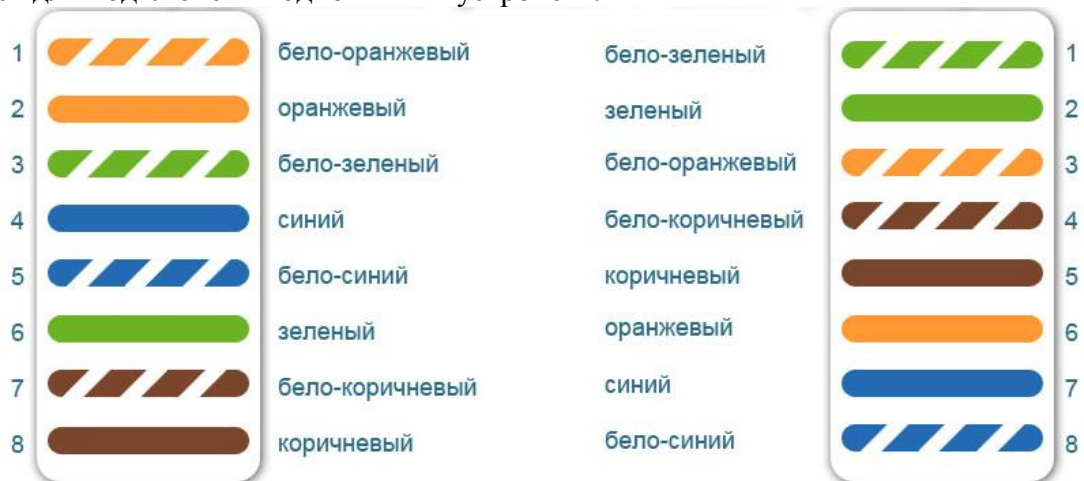 1 бело-оранжевый бело-зеленый 1
2 оранжевый зеленый 2
3 бело-зеленый бело-оранжевый 3
4 синий бело-коричневый 4
5 бело-синий коричневый 5
6 зеленый оранжевый 6
7 бело-коричневый синий 7
8 коричневый бело-синий 8